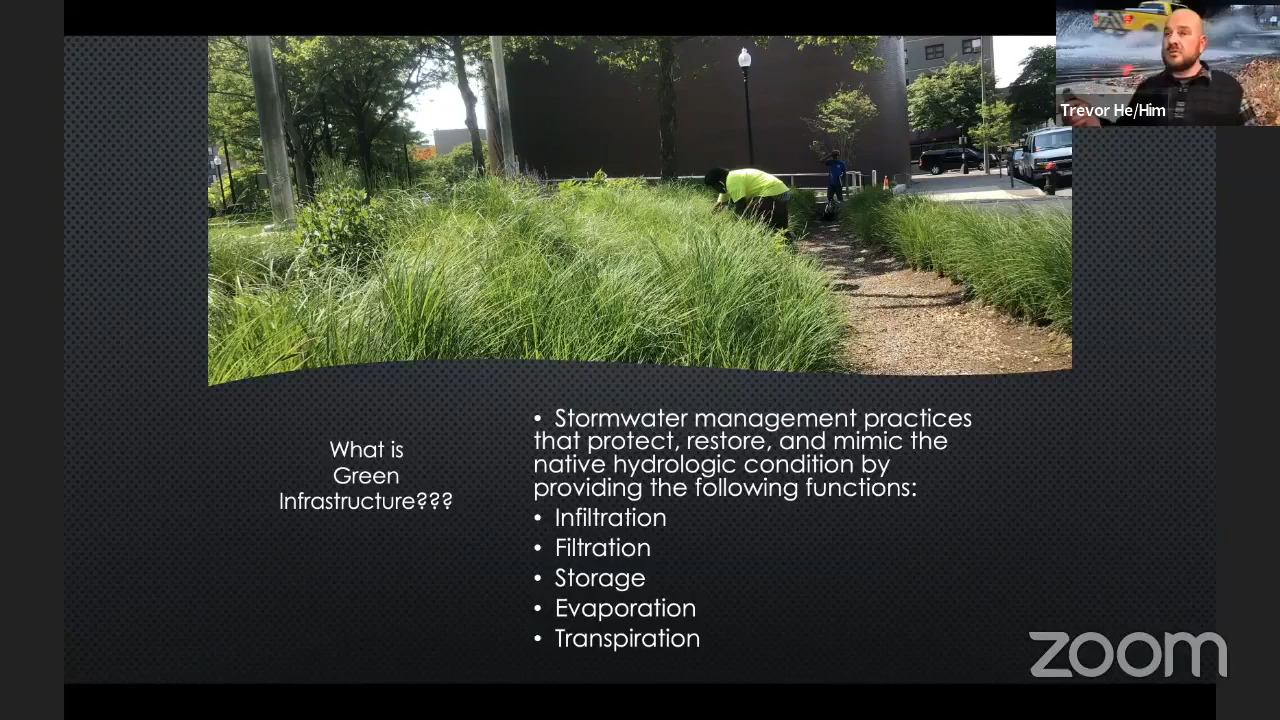 Trevor He/Him
What is
Green
Infrastructure???
• Stormwater management practices
that protect, restore, and mimic the
native hydrologic condition by
providing the following functions:
• Infiltration
• Filtration
• Storage
• Evaporation
• Transpiration
zoom